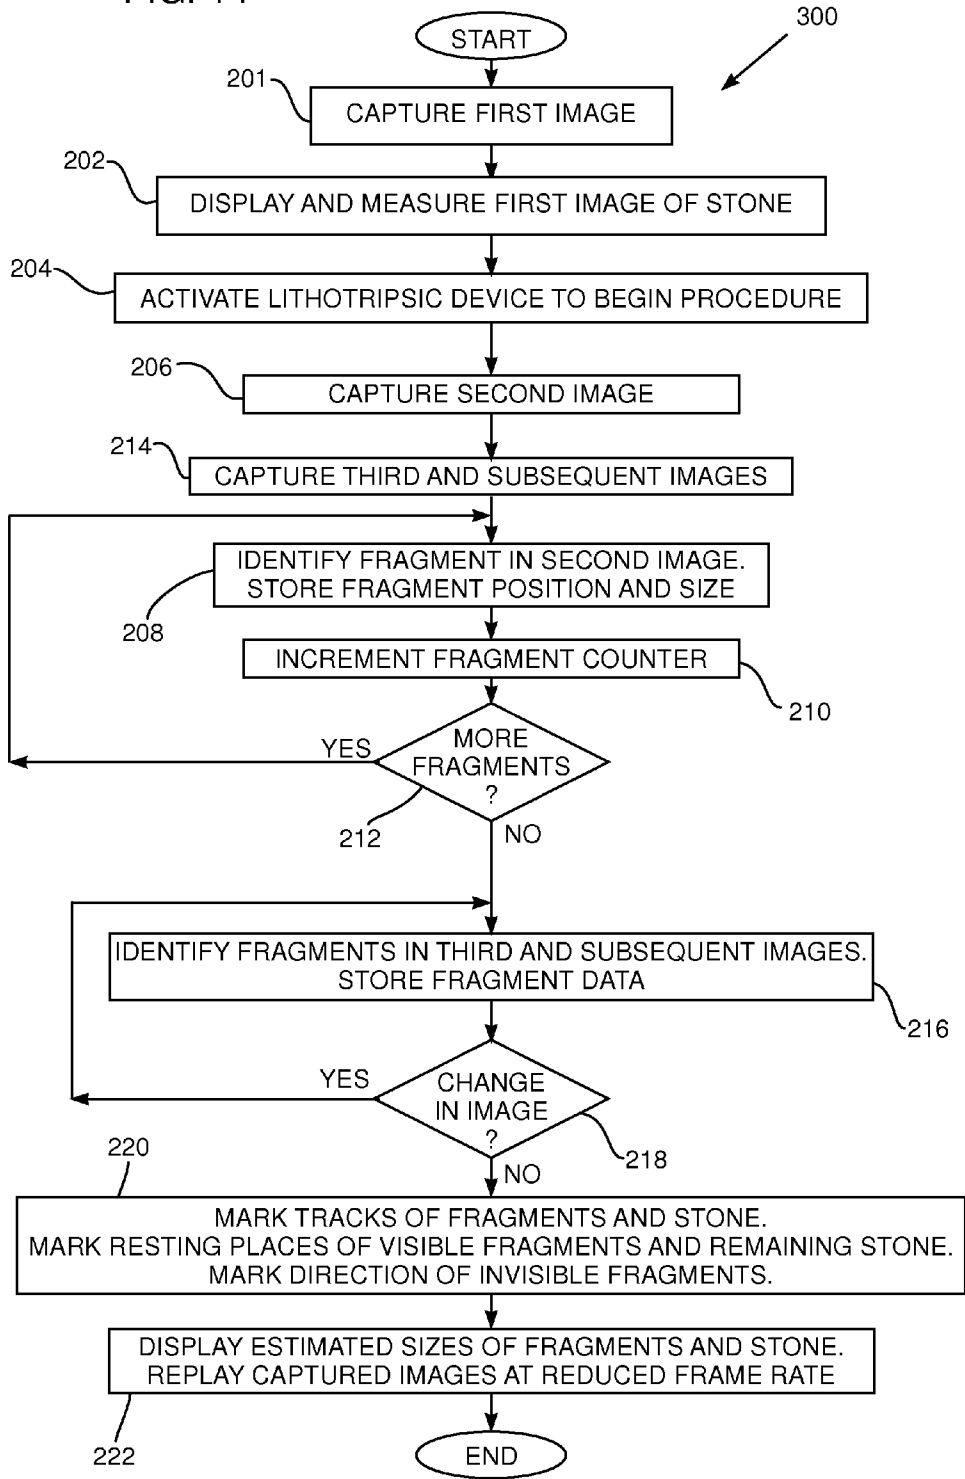 START
300
201
CAPTURE FIRST IMAGE
202
DISPLAY AND MEASURE FIRST IMAGE OF STONE
204
ACTIVATE LITHOTRIPSIC DEVICE TO BEGIN PROCEDURE
206
CAPTURE SECOND IMAGE
214
CAPTURE THIRD AND SUBSEQUENT IMAGES
IDENTIFY FRAGMENT IN SECOND IMAGE.
STORE FRAGMENT POSITION AND SIZE
208
INCREMENT FRAGMENT COUNTER
210
YES
MORE
FRAGMENTS
?
212
NO
IDENTIFY FRAGMENTS IN THIRD AND SUBSEQUENT IMAGES.
STORE FRAGMENT DATA
216
YES
CHANGE
IN IMAGE
?
218
NO
220
MARK TRACKS OF FRAGMENTS AND STONE.
MARK RESTING PLACES OF VISIBLE FRAGMENTS AND REMAINING STONE.
MARK DIRECTION OF INVISIBLE FRAGMENTS.
DISPLAY ESTIMATED SIZES OF FRAGMENTS AND STONE.
REPLAY CAPTURED IMAGES AT REDUCED FRAME RATE
222
END